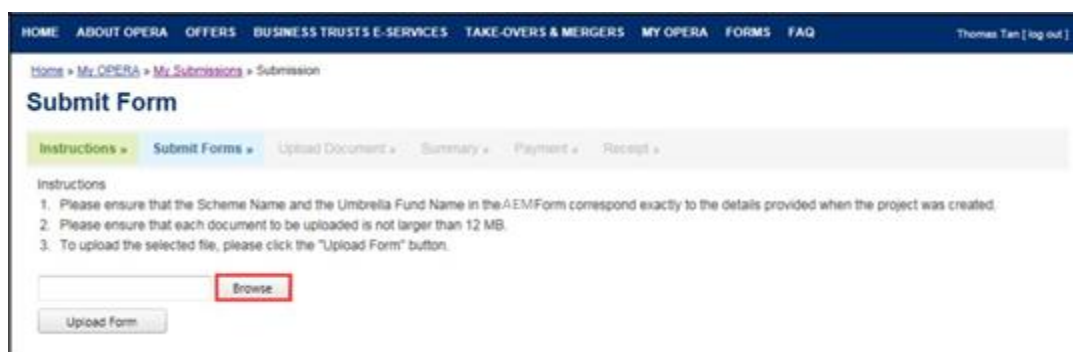 HOME ABOUT OPERA OFFERS BUSINESS TRUSTS E-SERVICES TAKE-OVERS & MERGERS MY OPERA FORMS FAQ Thomas Tan [ log out ]
Home » My OPERA » My Submissions » Submission
Submit Form
Instructions » Submit Forms » Upload Document » Summary » Payment » Receipt »
Instructions
1. Please ensure that the Scheme Name and the Umbrella Fund Name in the AEMForm correspond exactly to the details provided when the project was created.
2. Please ensure that each document to be uploaded is not larger than 12 MB.
3. To upload the selected file, please click the "Upload Form" button.
Browse
Upload Form